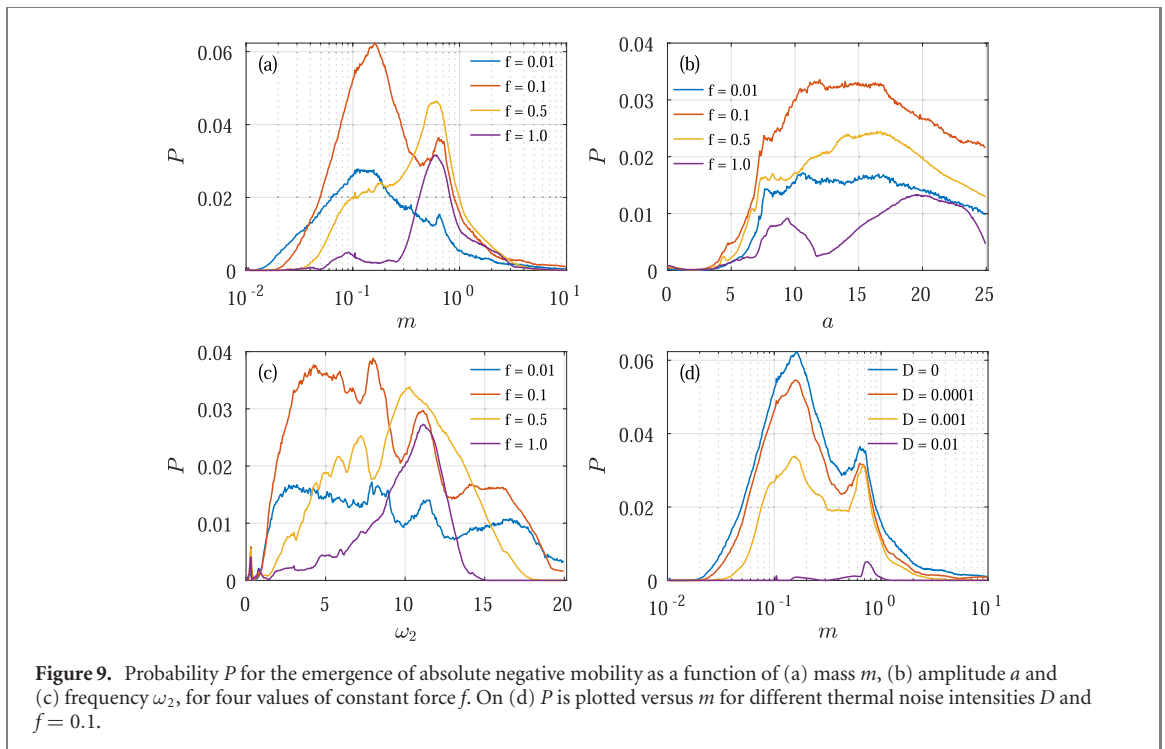 (a)
P
0.06
0.04
0.02
0
f = 0.01
f = 0.1
f = 0.5
f = 1.0
10-2
10-1
100
101
m
(b)
P
0.04
0.03
0.02
0.01
0
f = 0.01
f = 0.1
f = 0.5
f = 1.0
0 5 10 15 20 25
a
(c)
P
0.04
0.03
0.02
0.01
0
f = 0.01
f = 0.1
f = 0.5
f = 1.0
0 5 10 15 20
ω2
(d)
P
0.06
0.04
0.02
0
D = 0
D = 0.0001
D = 0.001
D = 0.01
10-2
10-1
100
101
m
Figure 9. Probability P for the emergence of absolute negative mobility as a function of (a) mass m, (b) amplitude a and
(c) frequency ω2, for four values of constant force f. On (d) P is plotted versus m for different thermal noise intensities D and
f = 0.1.